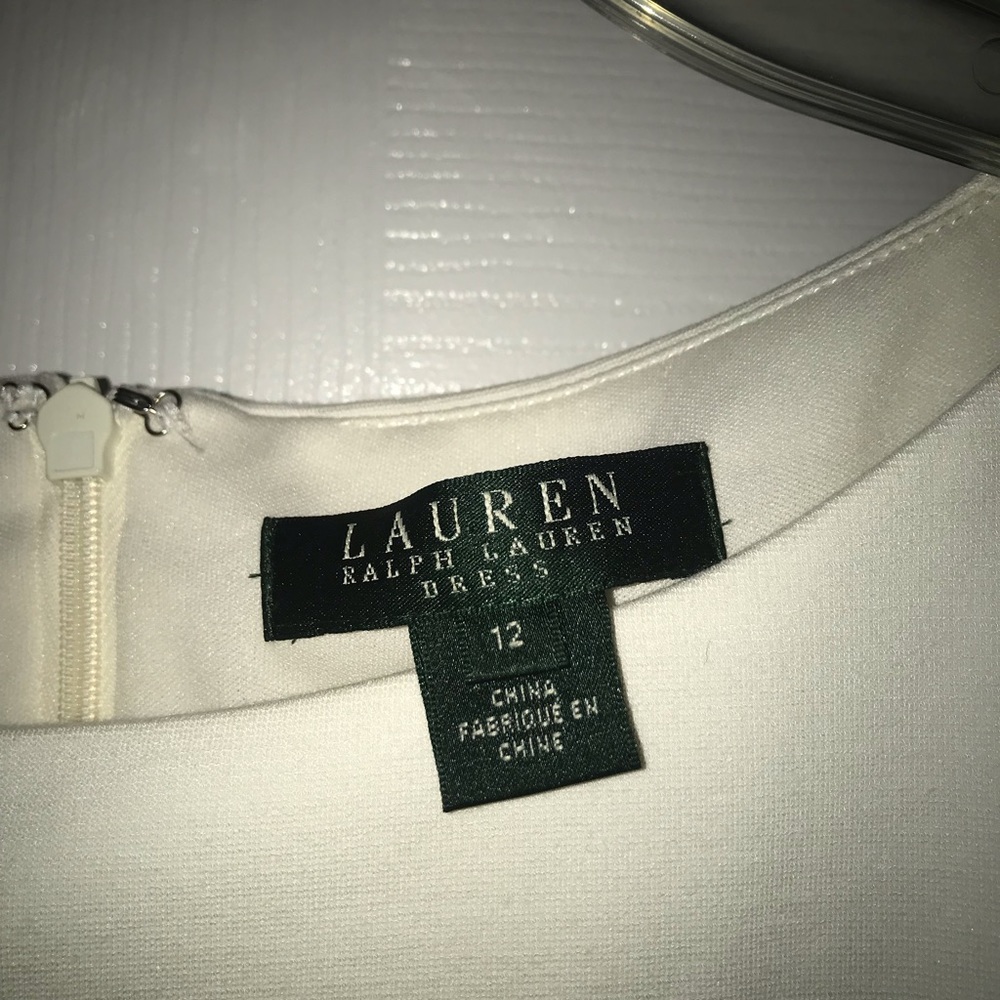 LAUREN
RALPH LAUREN
DRESS
12
CHINA
FABRIQUÉ EN
CHINE